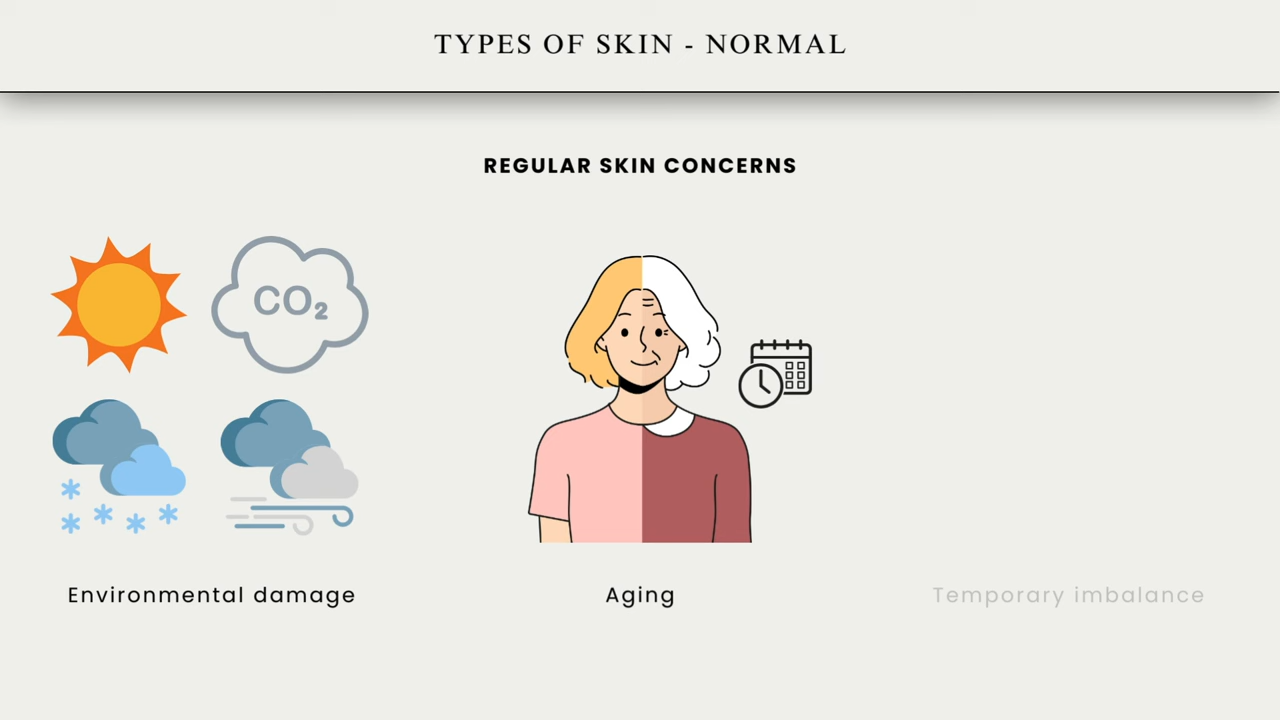 TYPES OF SKIN - NORMAL
REGULAR SKIN CONCERNS
CO₂
Environmental damage
Aging
Temporary imbalance